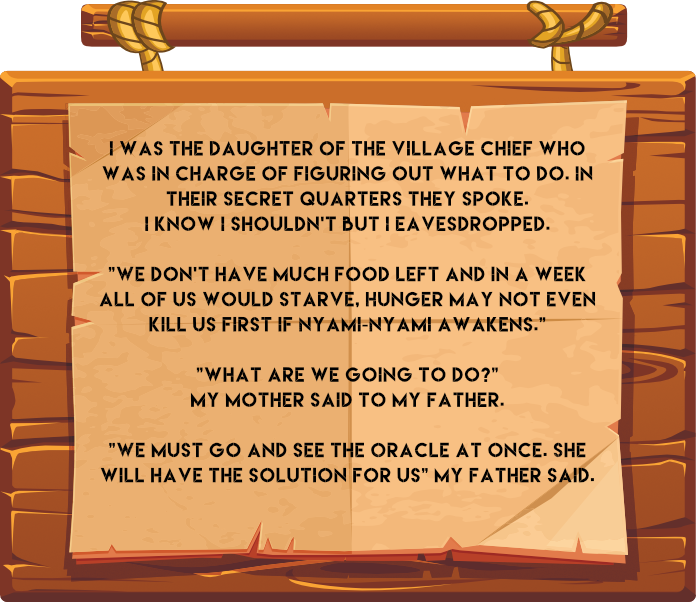 I WAS THE DAUGHTER OF THE VILLAGE CHIEF WHO
WAS IN CHARGE OF FIGURING OUT WHAT TO DO. IN
THEIR SECRET QUARTERS THEY SPOKE.
I KNOW I SHOULDN'T BUT I EAVESDROPPED.
"WE DON'T HAVE MUCH FOOD LEFT AND IN A WEEK
ALL OF US WOULD STARVE, HUNGER MAY NOT EVEN
KILL US FIRST IF NYAMI-NYAMI AWAKENS."
"WHAT ARE WE GOING TO DO?"
MY MOTHER SAID TO MY FATHER.
"WE MUST GO AND SEE THE ORACLE AT ONCE. SHE
WILL HAVE THE SOLUTION FOR US" MY FATHER SAID.